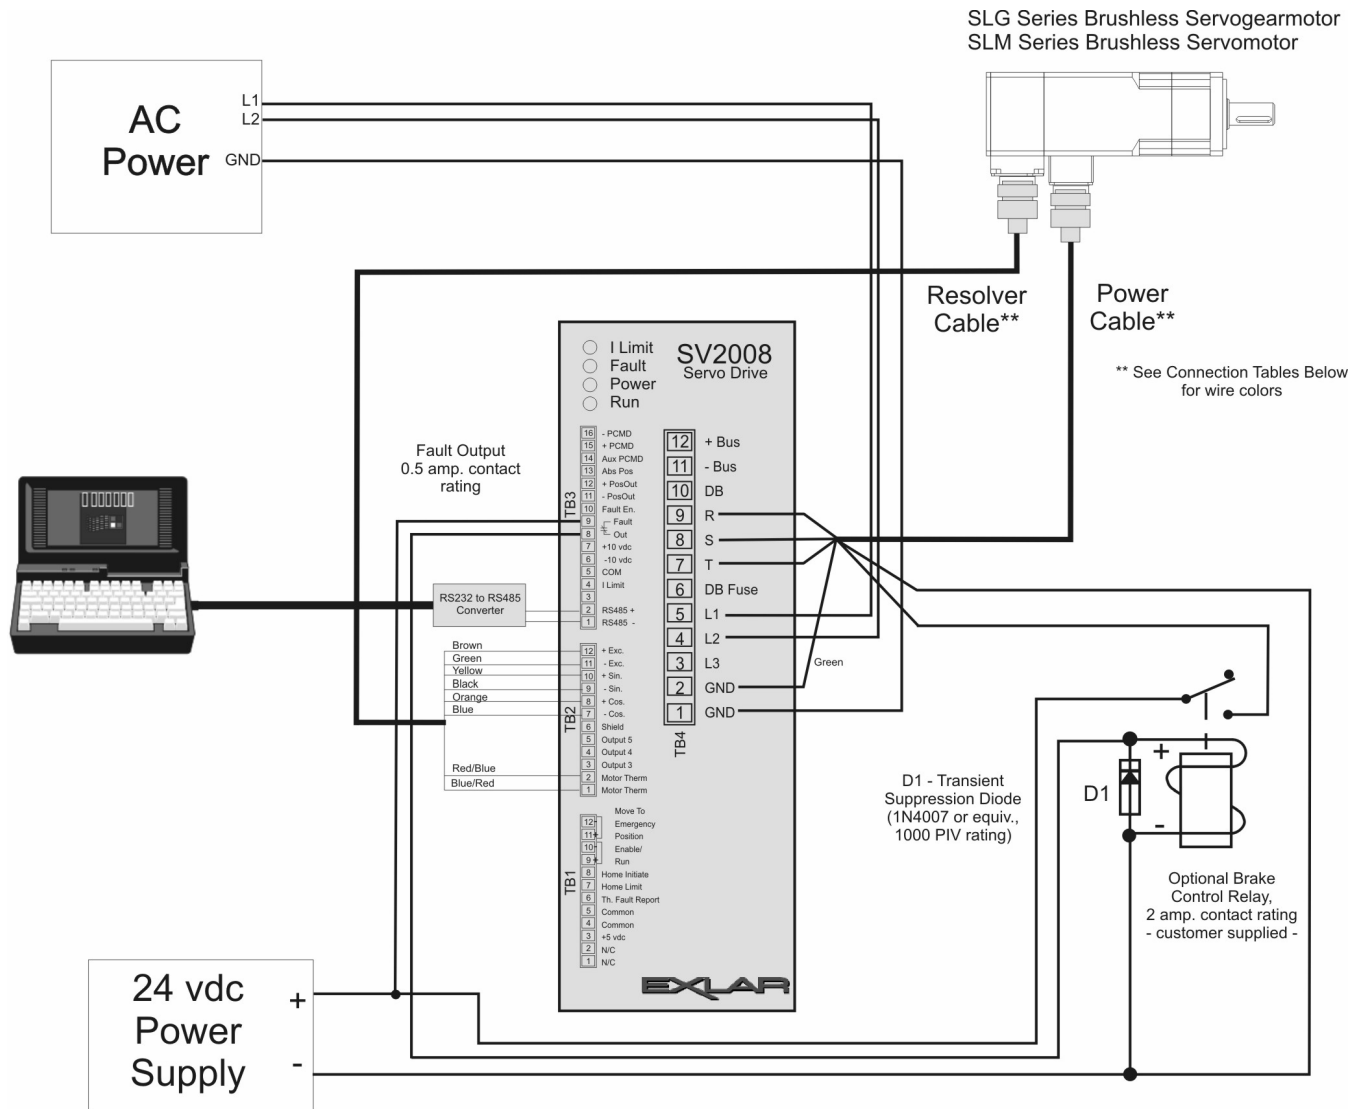 SLG Series Brushless Servogearmotor
SLM Series Brushless Servomotor
AC
Power
L1
L2
GND
Resolver
Cable**
Power
Cable**
** See Connection Tables Below
for wire colors
I Limit
Fault
Power
Run
SV2008
Servo Drive
Fault Output
0.5 amp. contact
rating
TB3
16 - PCMD
15 + PCMD
14 Aux PCMD
13 Abs Pos
12 + PosOut
11 - PosOut
10 Fault En.
9 Fault
8 Out
7 +10 vdc
6 -10 vdc
5 COM
4 I Limit
3
2 RS485 +
1 RS485 -
RS232 to RS485
Converter
TB4
12 + Bus
11 - Bus
10 DB
9 R
8 S
7 T
6 DB Fuse
5 L1
4 L2
3 L3
2 GND
1 GND
Green
Brown
Green
Yellow
Black
Orange
Blue
Red/Blue
Blue/Red
TB2
12 + Exc.
11 - Exc.
10 + Sin.
9 - Sin.
8 + Cos.
7 - Cos.
6 Shield
5 Output 5
4 Output 4
3 Output 3
2 Motor Therm
1 Motor Therm
TB1
Move To
12 - Emergency
11 + Position
10 - Enable/
9 + Run
8 Home Initiate
7 Home Limit
6 Th. Fault Report
5 Common
4 Common
3 +5 vdc
2 N/C
1 N/C
EXLAR
D1 - Transient
Suppression Diode
(1N4007 or equiv.,
1000 PIV rating)
D1
+
-
Optional Brake
Control Relay,
2 amp. contact rating
- customer supplied -
24 vdc
Power
Supply
+
-